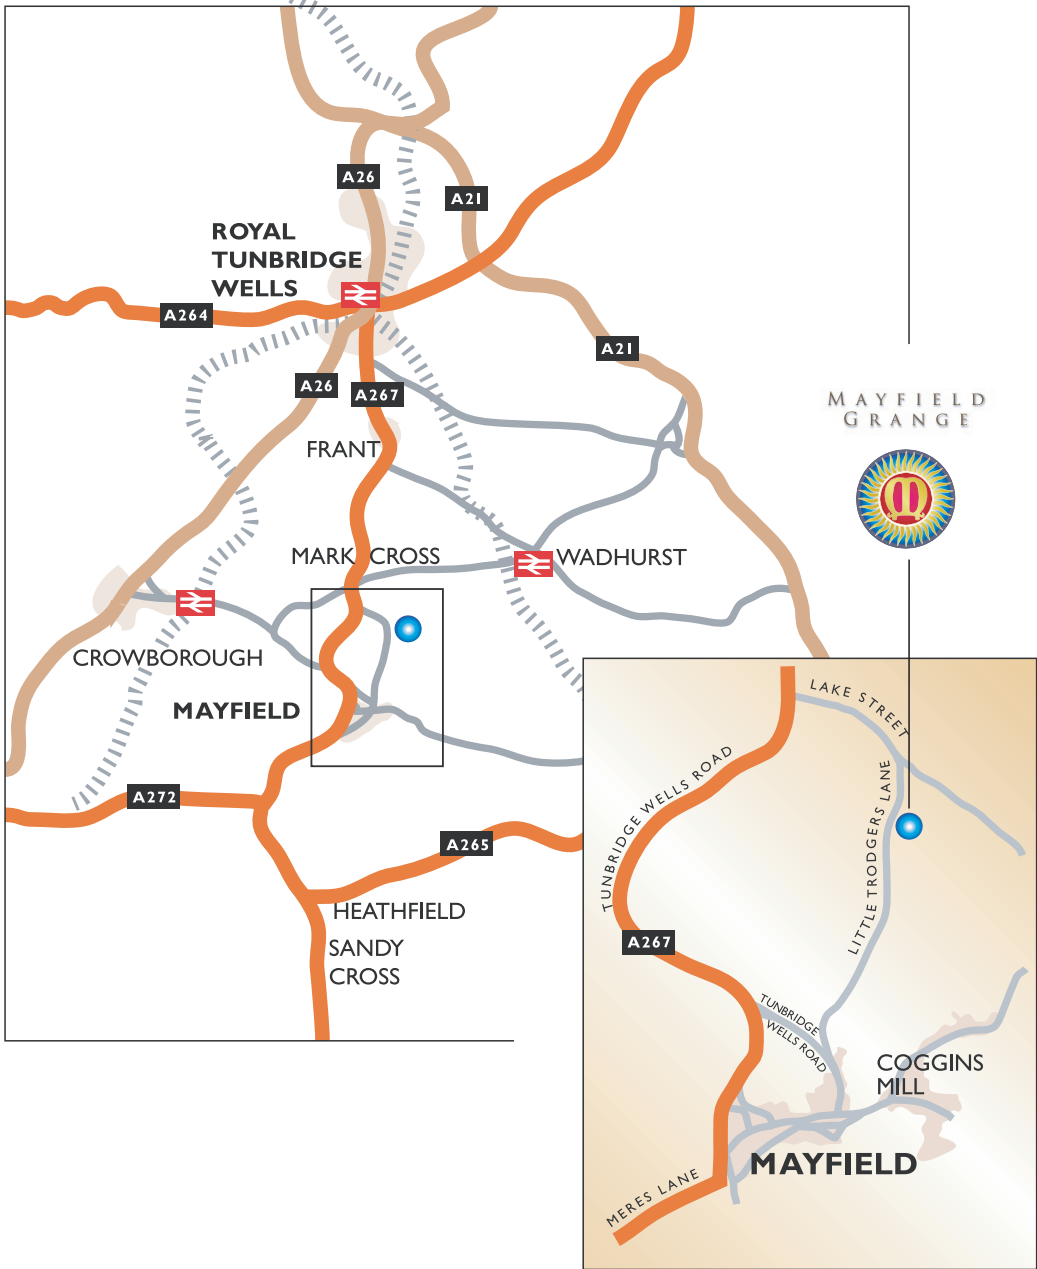 A26
A21
ROYAL
TUNBRIDGE
WELLS
A264
A21
A26
A267
MAYFIELD
GRANGE
FRANT
MARK CROSS
WADHURST
CROWBOROUGH
MAYFIELD
LAKE STREET
TUNBRIDGE WELLS ROAD
LITTLE TRODGERS LANE
A272
A265
HEATHFIELD
SANDY
CROSS
A267
TUNBRIDGE
WELLS ROAD
COGGINS
MILL
MAYFIELD
MERES LANE